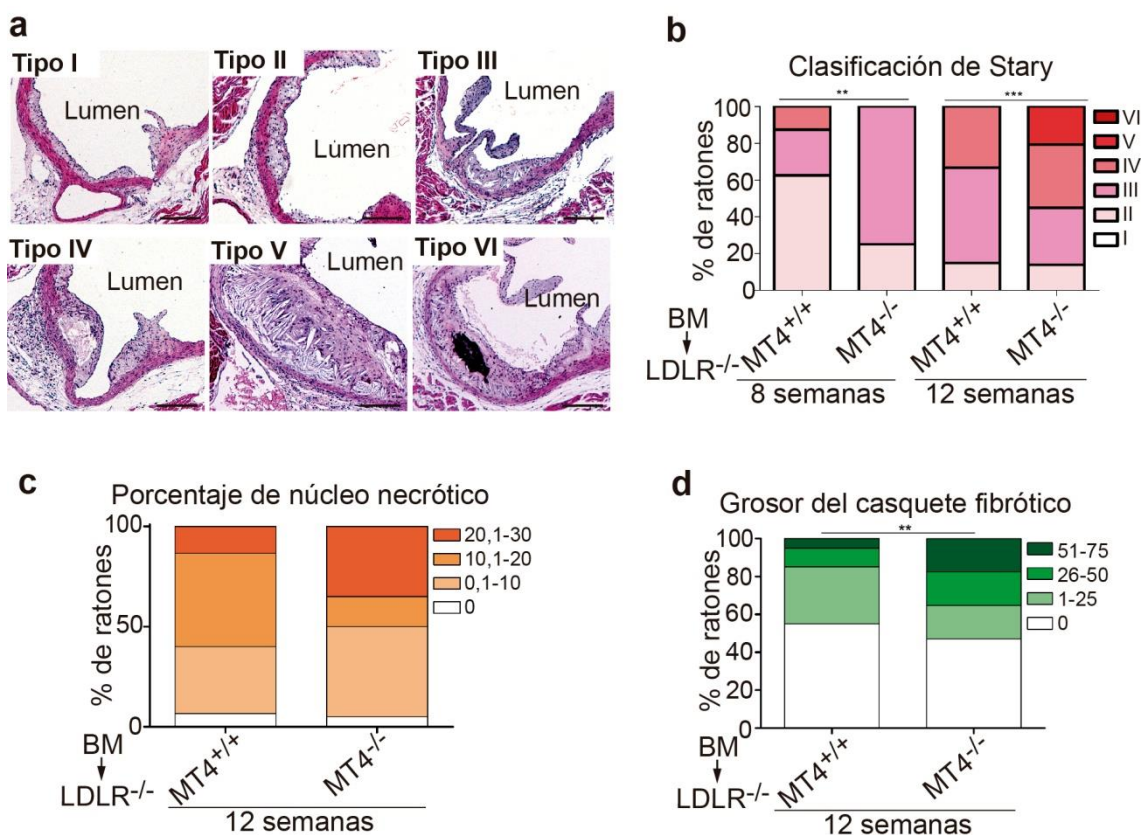 a
Tipo I
Lumen
Tipo II
Lumen
Tipo III
Lumen
Tipo IV
Lumen
Tipo V
Lumen
Tipo VI
Lumen
b
Clasificación de Stary
** ***
% de ratones
100
80
60
40
20
0
VI
V
IV
III
II
I
BM
LDLR-/-
MT4+/+
MT4-/-
MT4+/+
MT4-/-
8 semanas
12 semanas
c
Porcentaje de núcleo necrótico
% de ratones
100
50
0
20,1-30
10,1-20
0,1-10
0
BM
LDLR-/-
MT4+/+
MT4-/-
12 semanas
d
Grosor del casquete fibrótico
**
% de ratones
100
80
60
40
20
0
51-75
26-50
1-25
0
BM
LDLR-/-
MT4+/+
MT4-/-
12 semanas